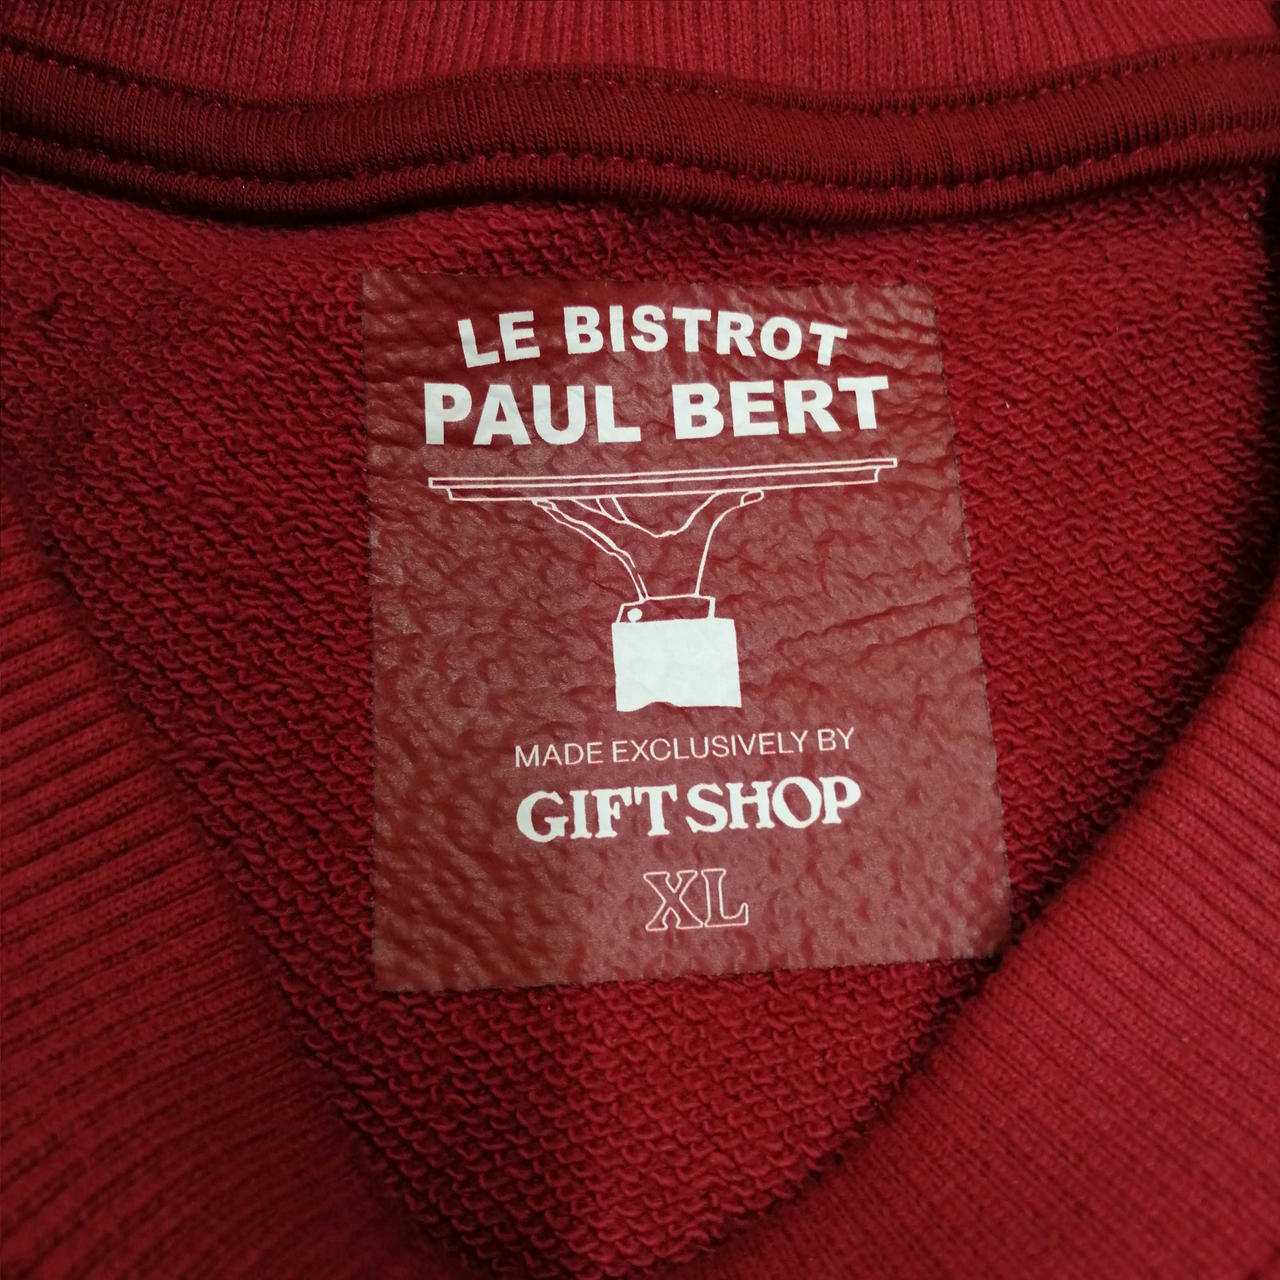 LE BISTROT
PAUL BERT
MADE EXCLUSIVELY BY
GIFT SHOP
XL